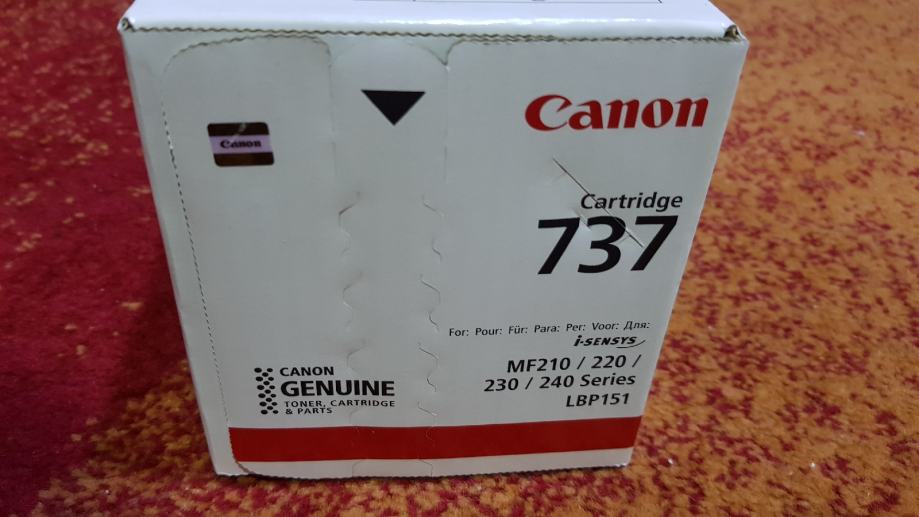 Canon
Canon
Cartridge
737
For: Pour: Für: Para: Per: Voor: Для:
i-SENSYS
MF210 / 220 /
230 / 240 Series
LBP151
CANON
GENUINE
TONER, CARTRIDGE
& PARTS